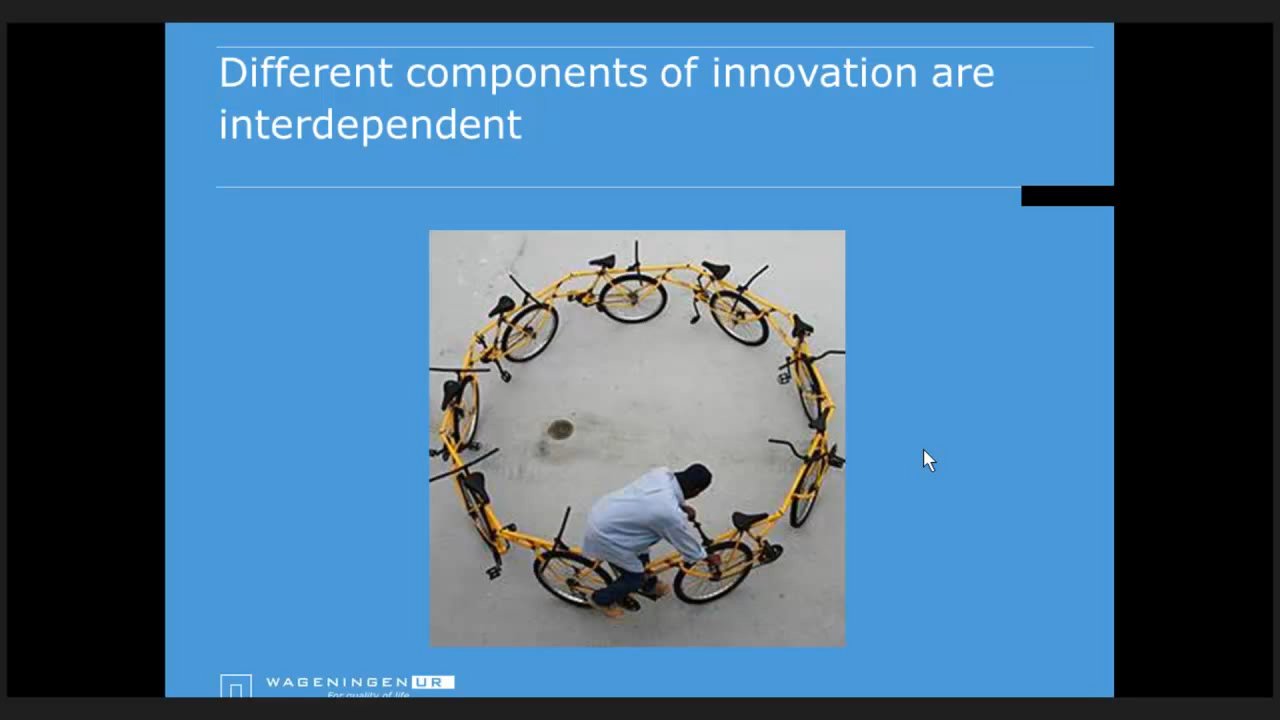 Different components of innovation are
interdependent
WAGENINGEN UR
For quality of life